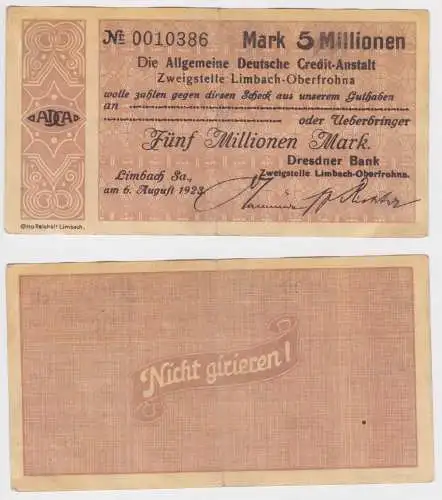 № 0010386 Mark 5 Millionen
Die Allgemeine Deutsche Credit-Anstalt
Zweigstelle Limbach-Oberfrohna
wolle zahlen gegen diesen Scheck aus unserem Guthaben
an
oder Ueberbringer
Fünf Millionen Mark.
ADCA
Dresdner Bank
Zweigstelle Limbach-Oberfrohna.
Limbach Sa.,
am 6. August 1923
Otto Reichelt Limbach.
Nicht girieren!